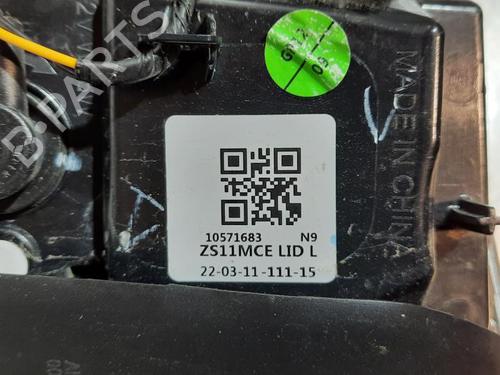 B-PARTS
MADE IN CHINA
10571683 N9
ZS11MCE LID L
22-03-11-111-15